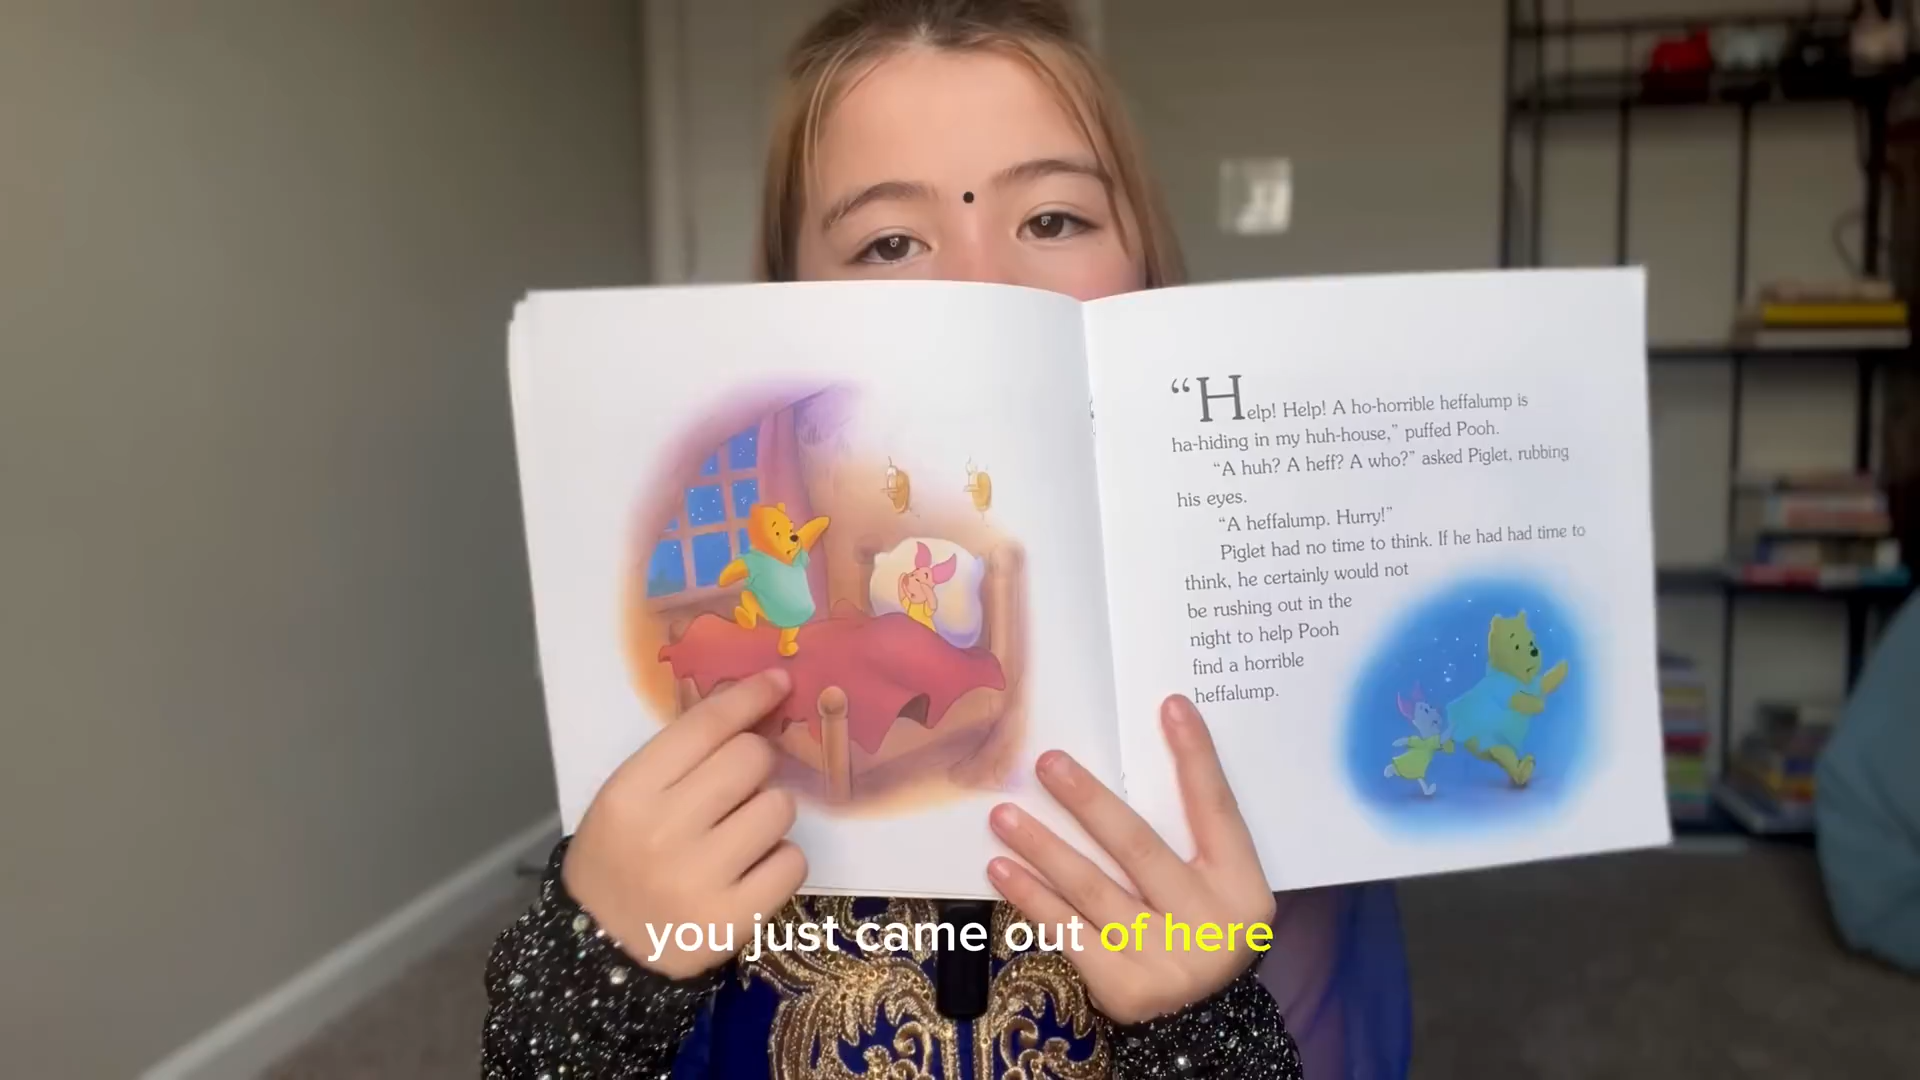 “Help! Help! A ho-horrible heffalump is
ha-hiding in my huh-house,” puffed Pooh.
“A huh? A heff? A who?” asked Piglet, rubbing
his eyes.
“A heffalump. Hurry!”
Piglet had no time to think. If he had had time to
think, he certainly would not
be rushing out in the
night to help Pooh
find a horrible
heffalump.
you just came out of here